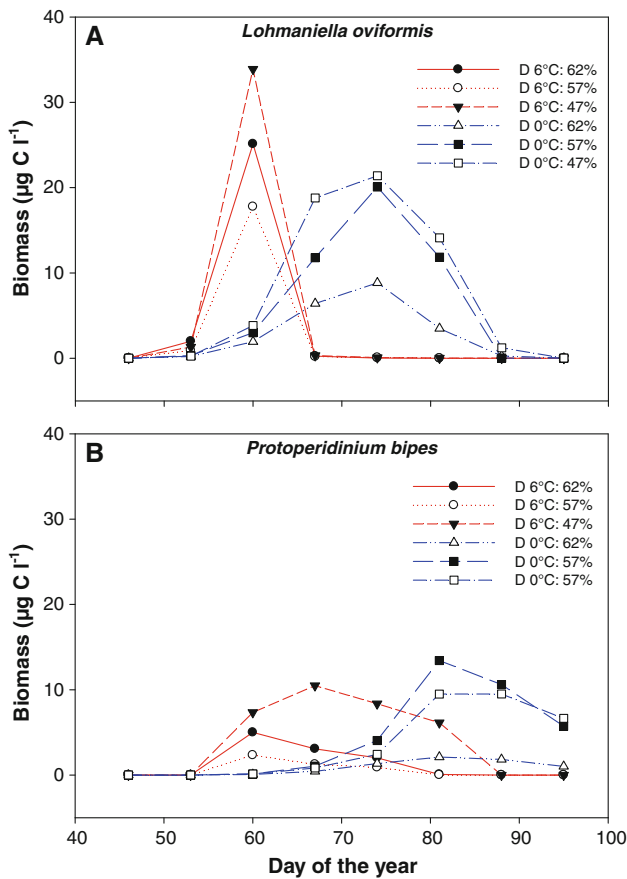 40
A
Lohmaniella oviformis
D 6°C: 62%
D 6°C: 57%
D 6°C: 47%
D 0°C: 62%
D 0°C: 57%
D 0°C: 47%
30
20
10
0
Biomass (µg C l-1)
B
Protoperidinium bipes
D 6°C: 62%
D 6°C: 57%
D 6°C: 47%
D 0°C: 62%
D 0°C: 57%
D 0°C: 57%
40
30
20
10
0
Biomass (µg C l-1)
40 50 60 70 80 90 100
Day of the year